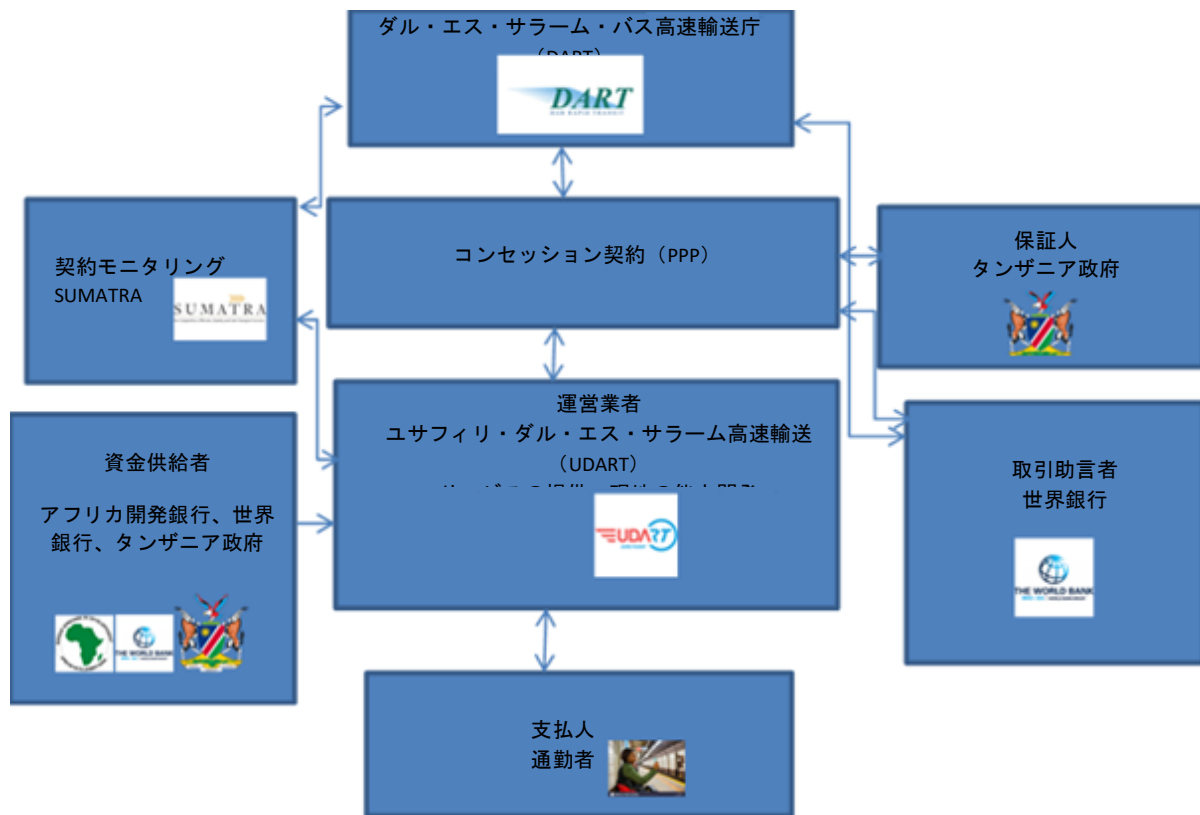 ダル・エス・サラーム・バス高速輸送庁
（DART）
DART
DAR RAPID TRANSIT
契約モニタリング
SUMATRA
SUMATRA
コンセッション契約（PPP）
保証人
タンザニア政府
運営業者
ユサフィリ・ダル・エス・サラーム高速輸送
（UDART）
UDART
資金供給者
アフリカ開発銀行、世界
銀行、タンザニア政府
THE WORLD BANK
取引助言者
世界銀行
THE WORLD BANK
支払人
通勤者